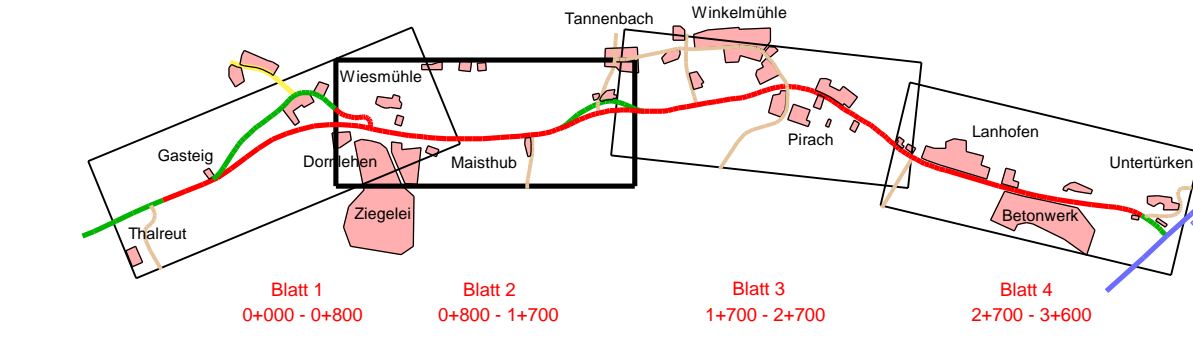 Tannenbach
Winkelmühle
Wiesmühle
Gasteig
Dornlehen
Maisthub
Pirach
Lanhofen
Untertürken
Thalreut
Ziegelei
Betonwerk
Blatt 1
0+000 - 0+800
Blatt 2
0+800 - 1+700
Blatt 3
1+700 - 2+700
Blatt 4
2+700 - 3+600